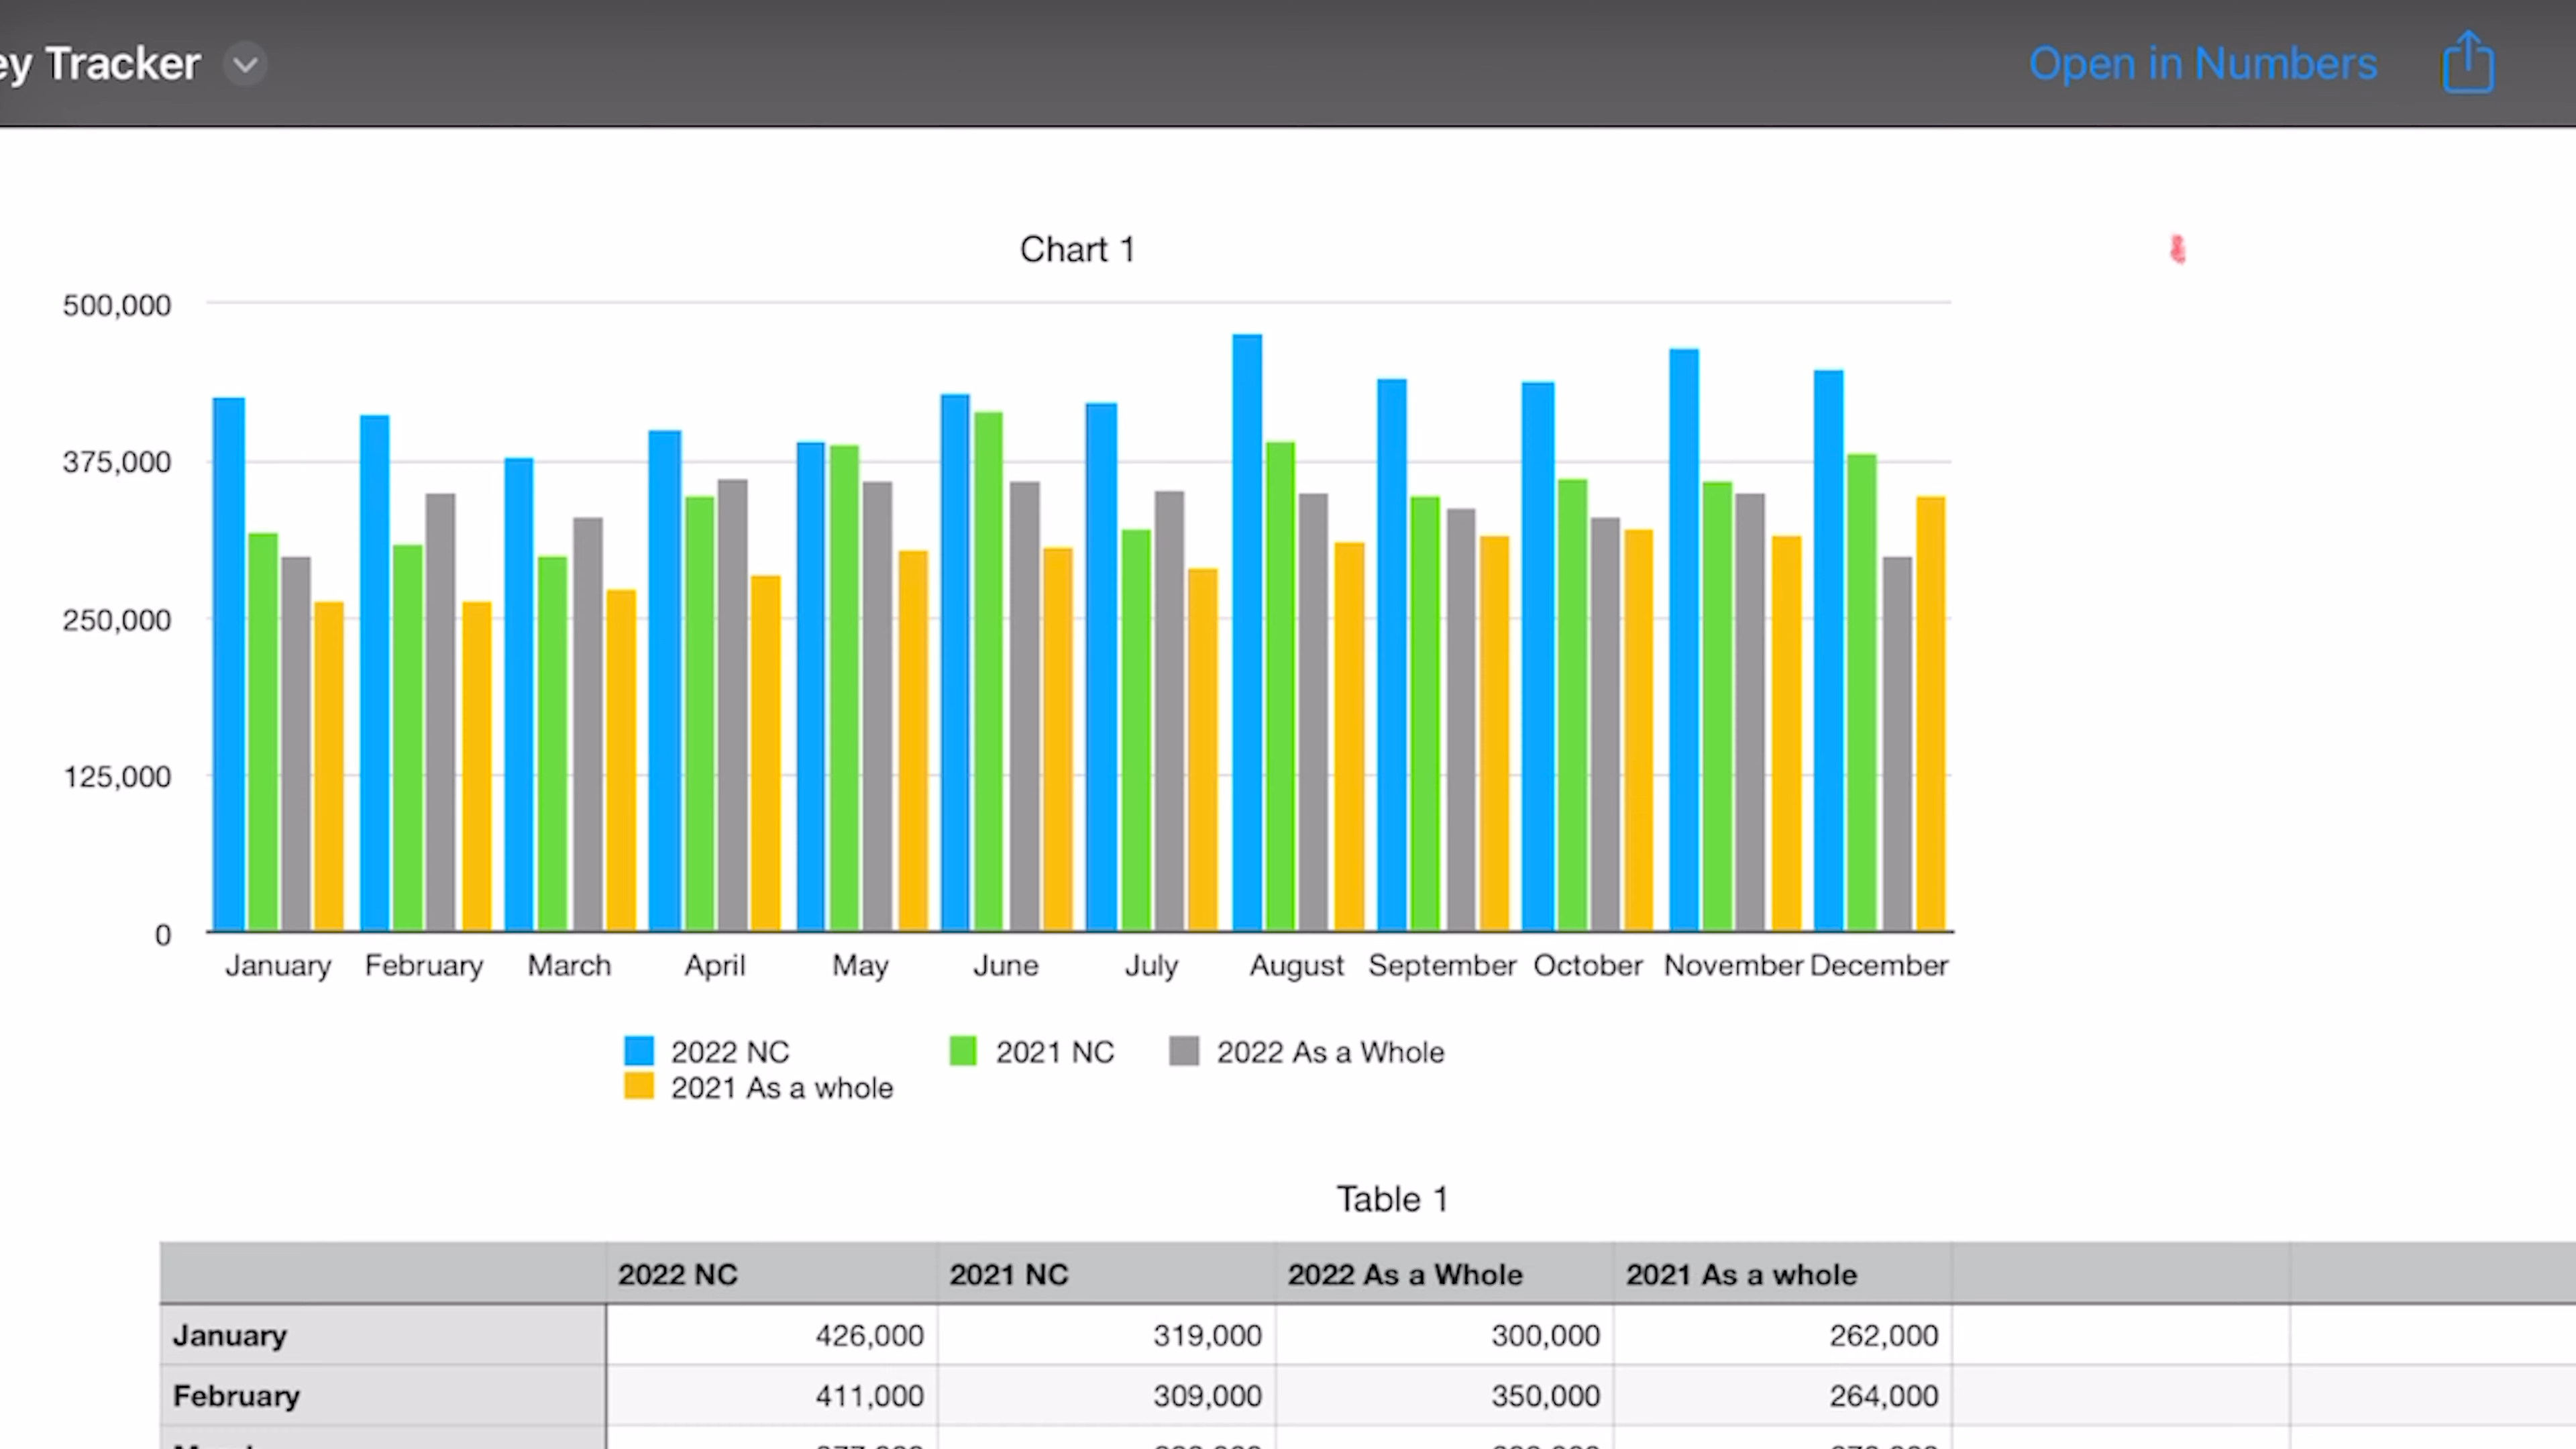 ey Tracker Open in Numbers
Chart 1
500,000
375,000
250,000
125,000
0
January February March April May June July August September October November December
2022 NC 2021 NC 2022 As a Whole
2021 As a whole
Table 1
2022 NC 2021 NC 2022 As a Whole 2021 As a whole
January 426,000 319,000 300,000 262,000
February 411,000 309,000 350,000 264,000